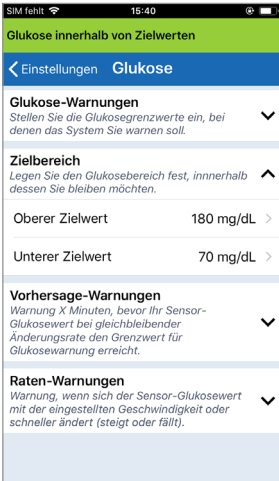 SIM fehlt 15:40
Glukose innerhalb von Zielwerten
Einstellungen Glukose
Glukose-Warnungen
Stellen Sie die Glukosegrenzwerte ein, bei
denen das System Sie warnen soll.
Zielbereich
Legen Sie den Glukosebereich fest, innnerhalb
dessen Sie bleiben möchten.
Oberer Zielwert 180 mg/dL
Unterer Zielwert 70 mg/dL
Vorhersage-Warnungen
Warnung X Minuten, bevor Ihr Sensor-
Glukosewert bei gleichbleibender
Änderungsrate den Grenzwert für
Glukosewarnung erreicht.
Raten-Warnungen
Warnung, wenn sich der Sensor-Glukosewert
mit der eingestellten Geschwindigkeit oder
schneller ändert (steigt oder fällt).